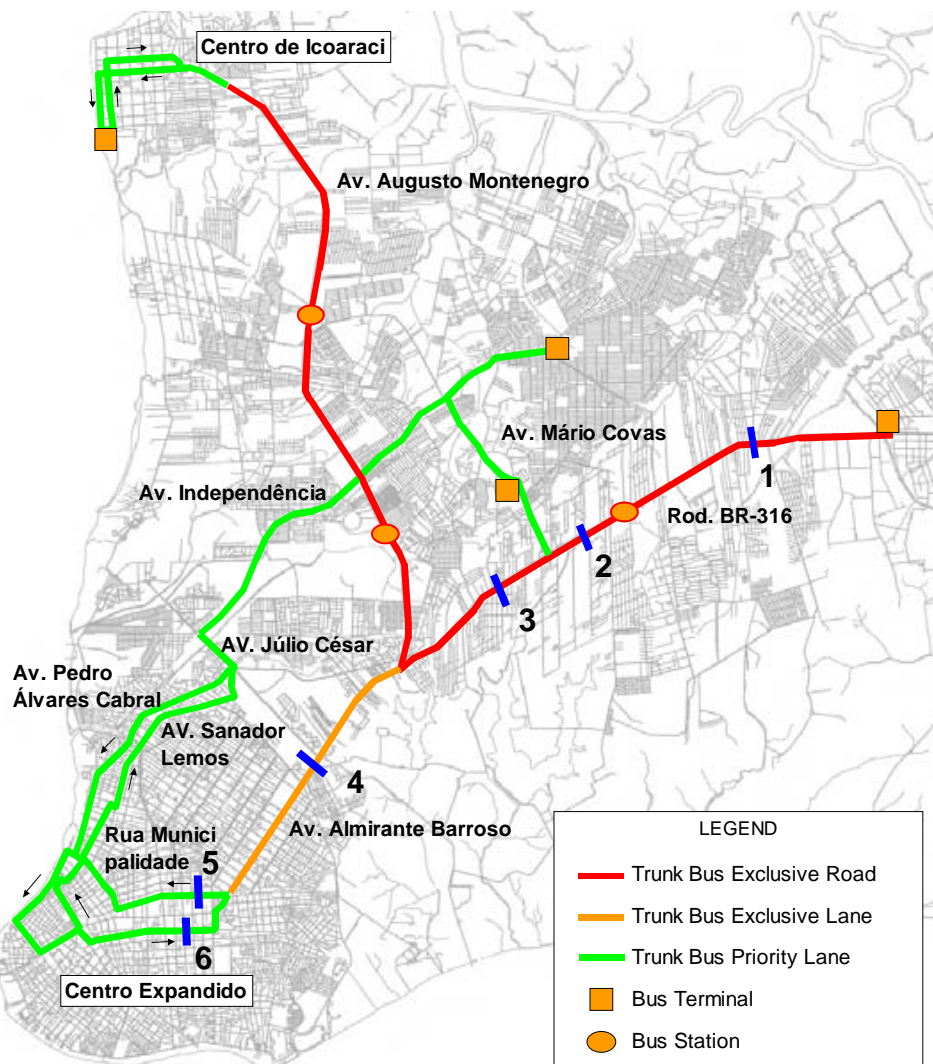 Centro de Icoaraci
Av. Augusto Montenegro
Av. Mário Covas
1
Av. Independência
Rod. BR-316
2
3
AV. Júlio César
Av. Pedro
Álvares Cabral
AV. Sanador
Lemos
4
Av. Almirante Barroso
Rua Munici
palidade
5
6
Centro Expandido
LEGEND
Trunk Bus Exclusive Road
Trunk Bus Exclusive Lane
Trunk Bus Priority Lane
Bus Terminal
Bus Station